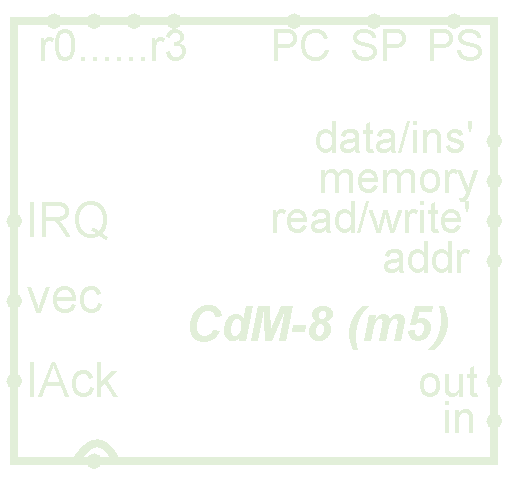 r0......r3 PC SP PS
data/ins'
memory
IRQ read/write'
addr
vec
CdM-8 (m5)
IAck out
in